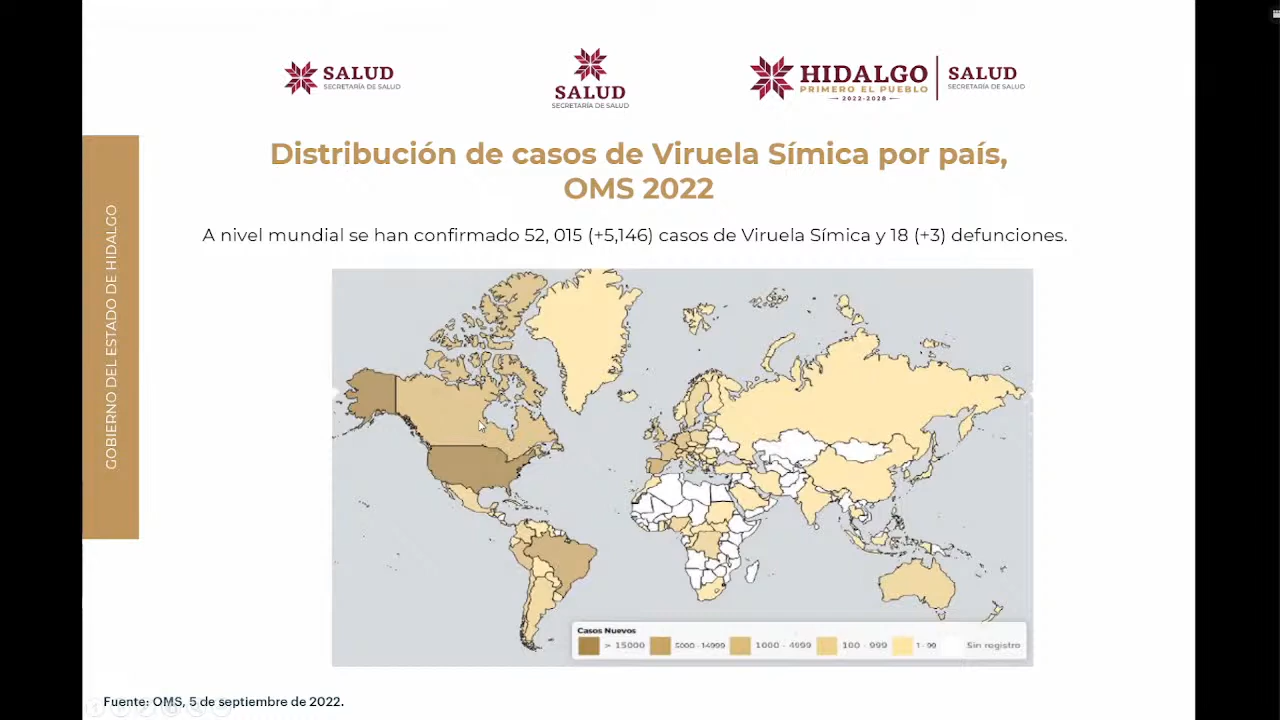 SALUD
SECRETARÍA DE SALUD
SALUD
SECRETARÍA DE SALUD
HIDALGO
PRIMERO EL PUEBLO
2022-2028
SALUD
SECRETARÍA DE SALUD
Distribución de casos de Viruela Símica por país,
OMS 2022
A nivel mundial se han confirmado 52, 015 (+5,146) casos de Viruela Símica y 18 (+3) defunciones.
GOBIERNO DEL ESTADO DE HIDALGO
Casos Nuevos
> 15000
5000 - 14999
1000 - 4999
100 - 999
1 - 99
Sin registro
Fuente: OMS, 5 de septiembre de 2022.